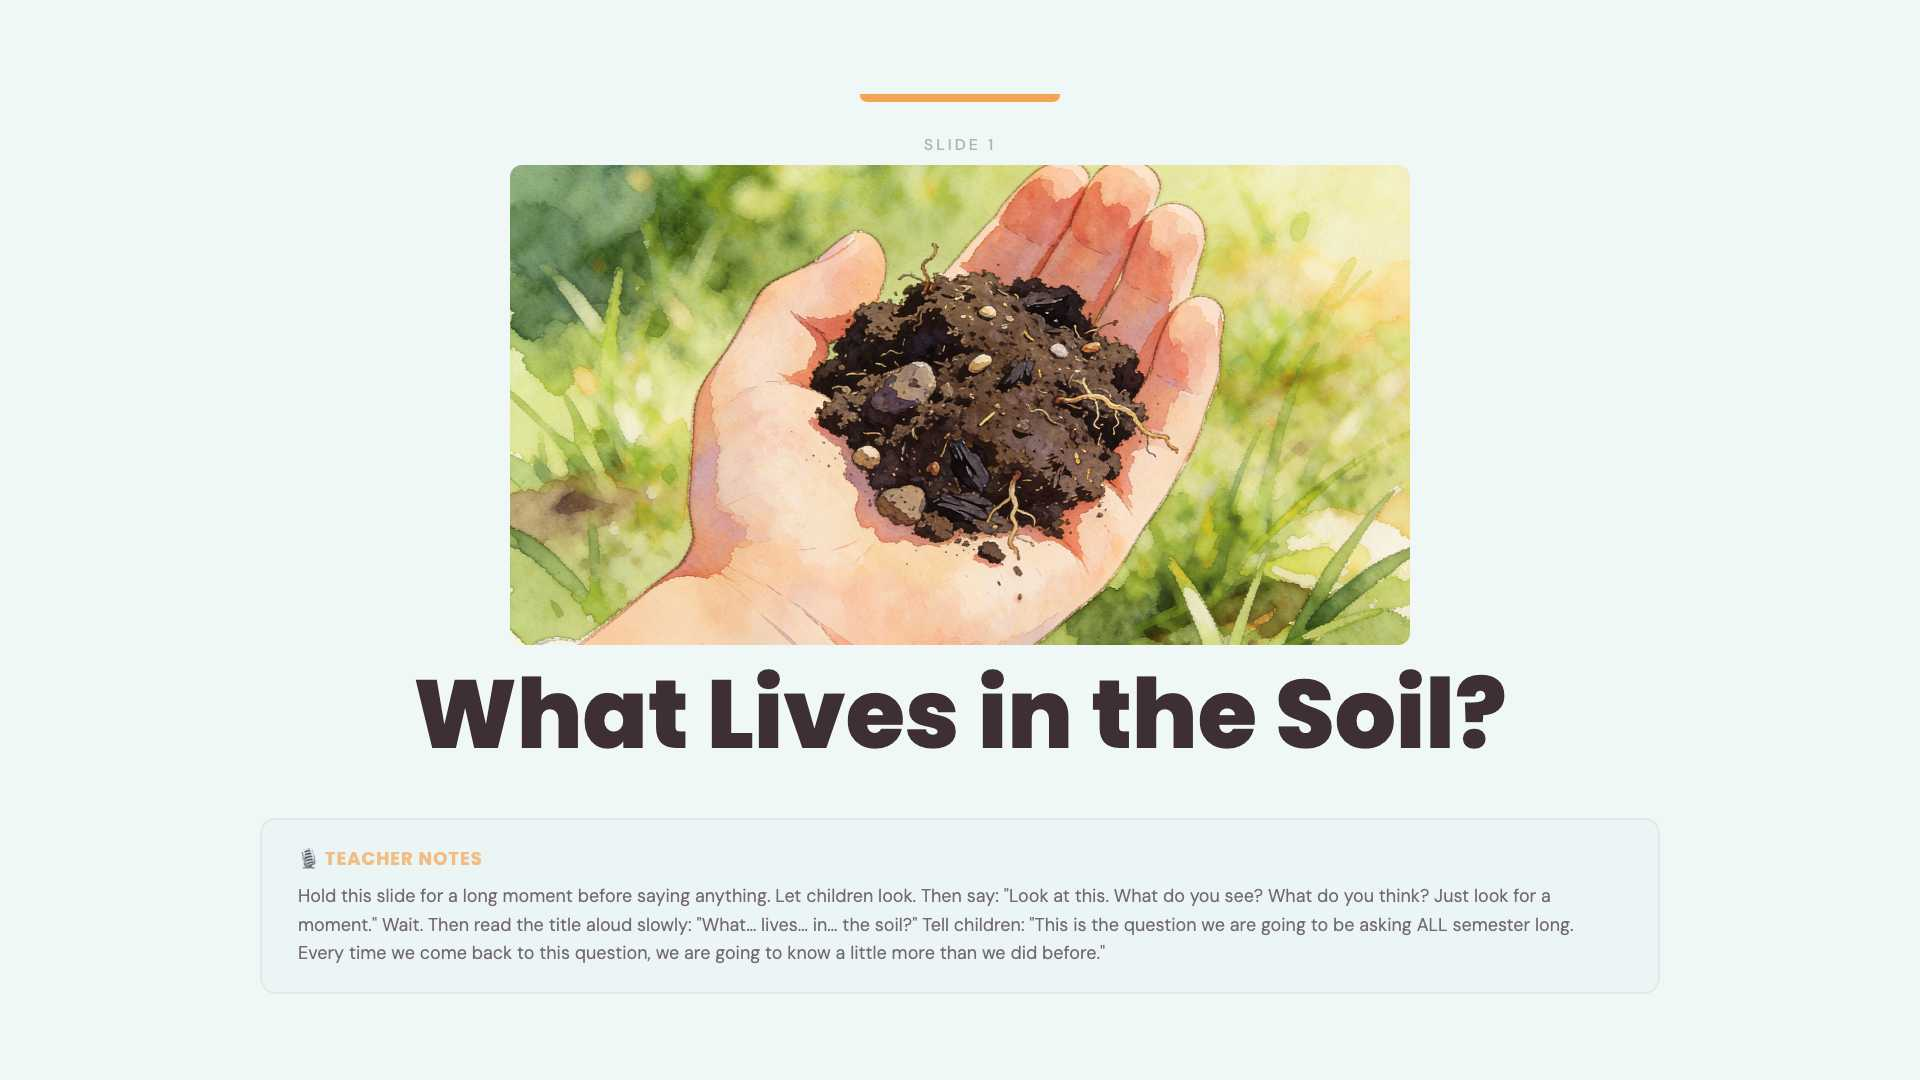 SLIDE 1
What Lives in the Soil?
TEACHER NOTES
Hold this slide for a long moment before saying anything. Let children look. Then say: "Look at this. What do you see? What do you think? Just look for a
moment." Wait. Then read the title aloud slowly: "What... lives... in... the soil?" Tell children: "This is the question we are going to be asking ALL semester long.
Every time we come back to this question, we are going to know a little more than we did before."